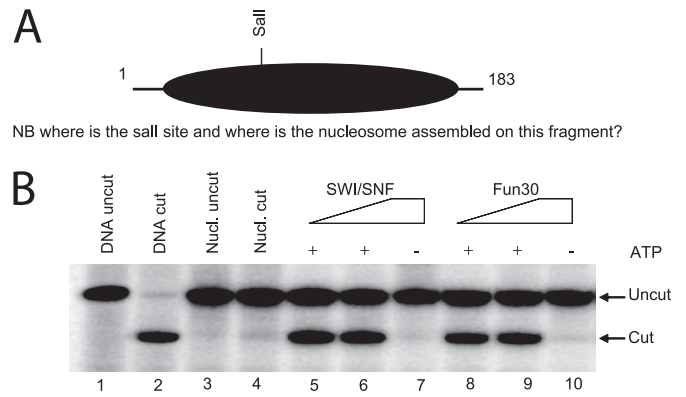 A
SalI
1
183
NB where is the salI site and where is the nucleosome assembled on this fragment?
B
DNA uncut
DNA cut
Nucl. uncut
Nucl. cut
SWI/SNF
Fun30
+ + - + + - ATP
Uncut
Cut
1 2 3 4 5 6 7 8 9 10